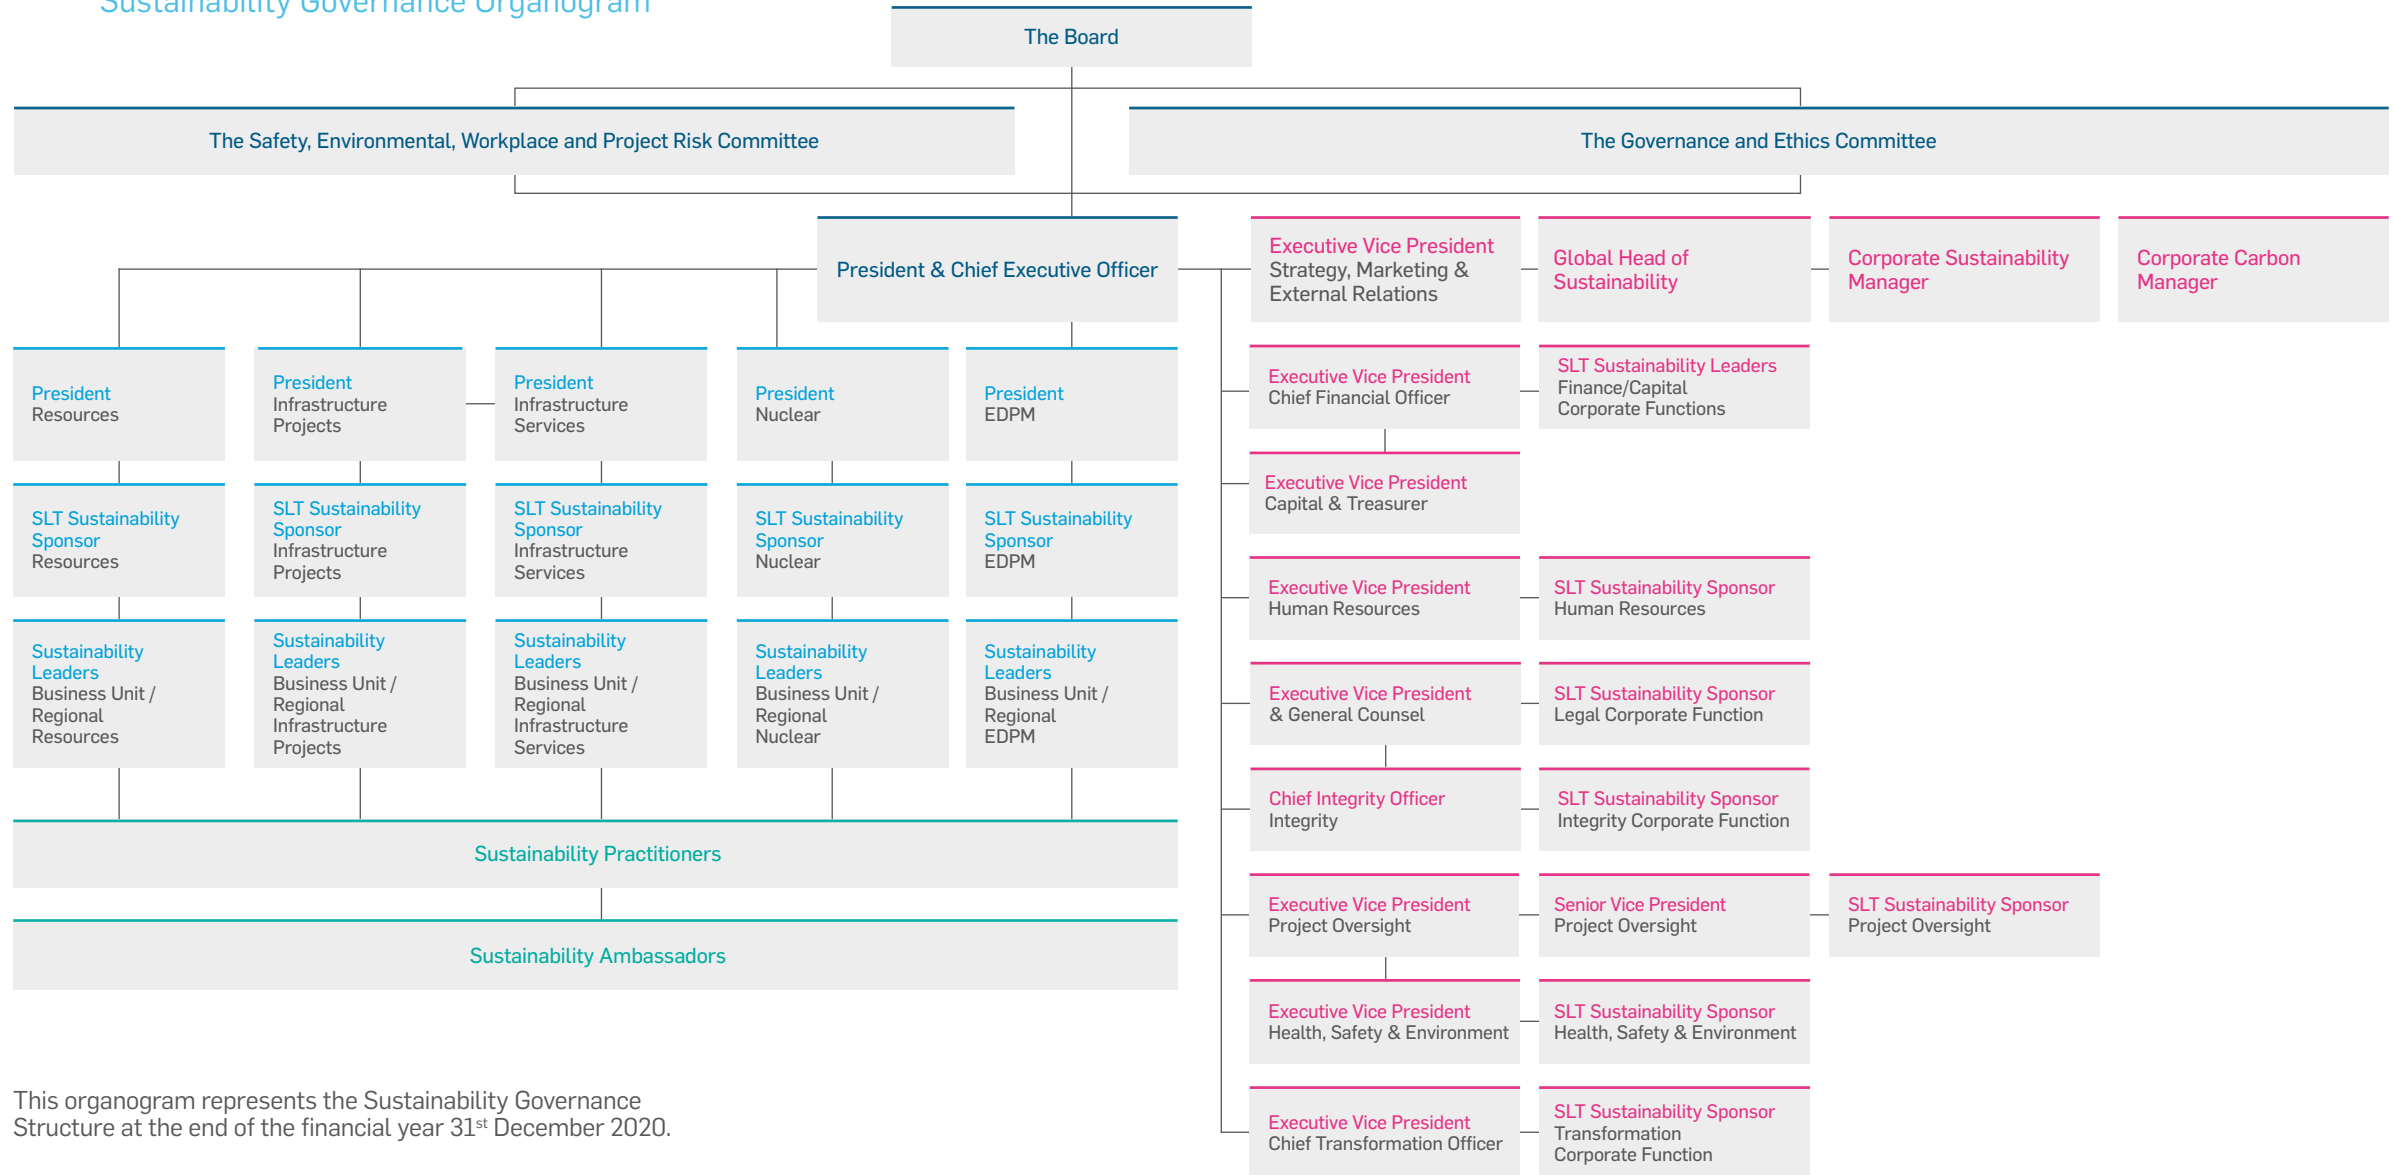 Sustainability Governance Organogram
The Board
The Safety, Environmental, Workplace and Project Risk Committee
The Governance and Ethics Committee
President & Chief Executive Officer
Executive Vice President
Strategy, Marketing &
External Relations
Global Head of
Sustainability
Corporate Sustainability
Manager
Corporate Carbon
Manager
President
Resources
President
Infrastructure
Projects
President
Infrastructure
Services
President
Nuclear
President
EDPM
SLT Sustainability
Sponsor
Resources
SLT Sustainability
Sponsor
Infrastructure
Projects
SLT Sustainability
Sponsor
Infrastructure
Services
SLT Sustainability
Sponsor
Nuclear
SLT Sustainability
Sponsor
EDPM
Sustainability
Leaders
Business Unit /
Regional
Resources
Sustainability
Leaders
Business Unit /
Regional
Infrastructure
Projects
Sustainability
Leaders
Business Unit /
Regional
Infrastructure
Services
Sustainability
Leaders
Business Unit /
Regional
Nuclear
Sustainability
Leaders
Business Unit /
Regional
EDPM
Sustainability Practitioners
Sustainability Ambassadors
Executive Vice President
Chief Financial Officer
SLT Sustainability Leaders
Finance/Capital
Corporate Functions
Executive Vice President
Capital & Treasurer
Executive Vice President
Human Resources
SLT Sustainability Sponsor
Human Resources
Executive Vice President
& General Counsel
SLT Sustainability Sponsor
Legal Corporate Function
Chief Integrity Officer
Integrity
SLT Sustainability Sponsor
Integrity Corporate Function
Executive Vice President
Project Oversight
Senior Vice President
Project Oversight
SLT Sustainability Sponsor
Project Oversight
Executive Vice President
Health, Safety & Environment
SLT Sustainability Sponsor
Health, Safety & Environment
Executive Vice President
Chief Transformation Officer
SLT Sustainability Sponsor
Transformation
Corporate Function
This organogram represents the Sustainability Governance
Structure at the end of the financial year 31st December 2020.